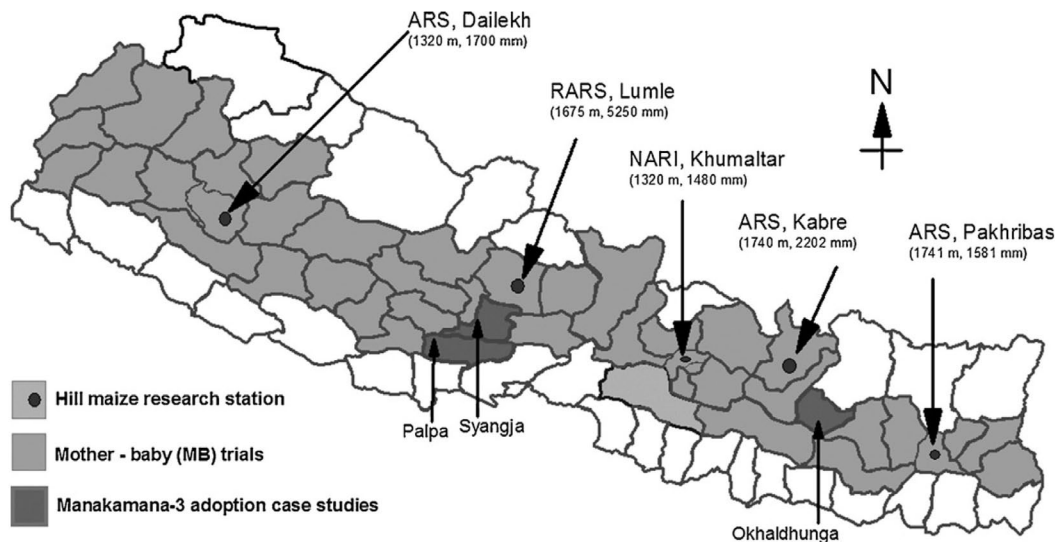 ARS, Dailekh
(1320 m, 1700 mm)
RARS, Lumle
(1675 m, 5250 mm)
N
NARI, Khumaltar
(1320 m, 1480 mm)
ARS, Kabre
(1740 m, 2202 mm)
ARS, Pakhribas
(1741 m, 1581 mm)
Hill maize research station
Mother - baby (MB) trials
Manakamana-3 adoption case studies
Palpa
Syangja
Okhaldhunga